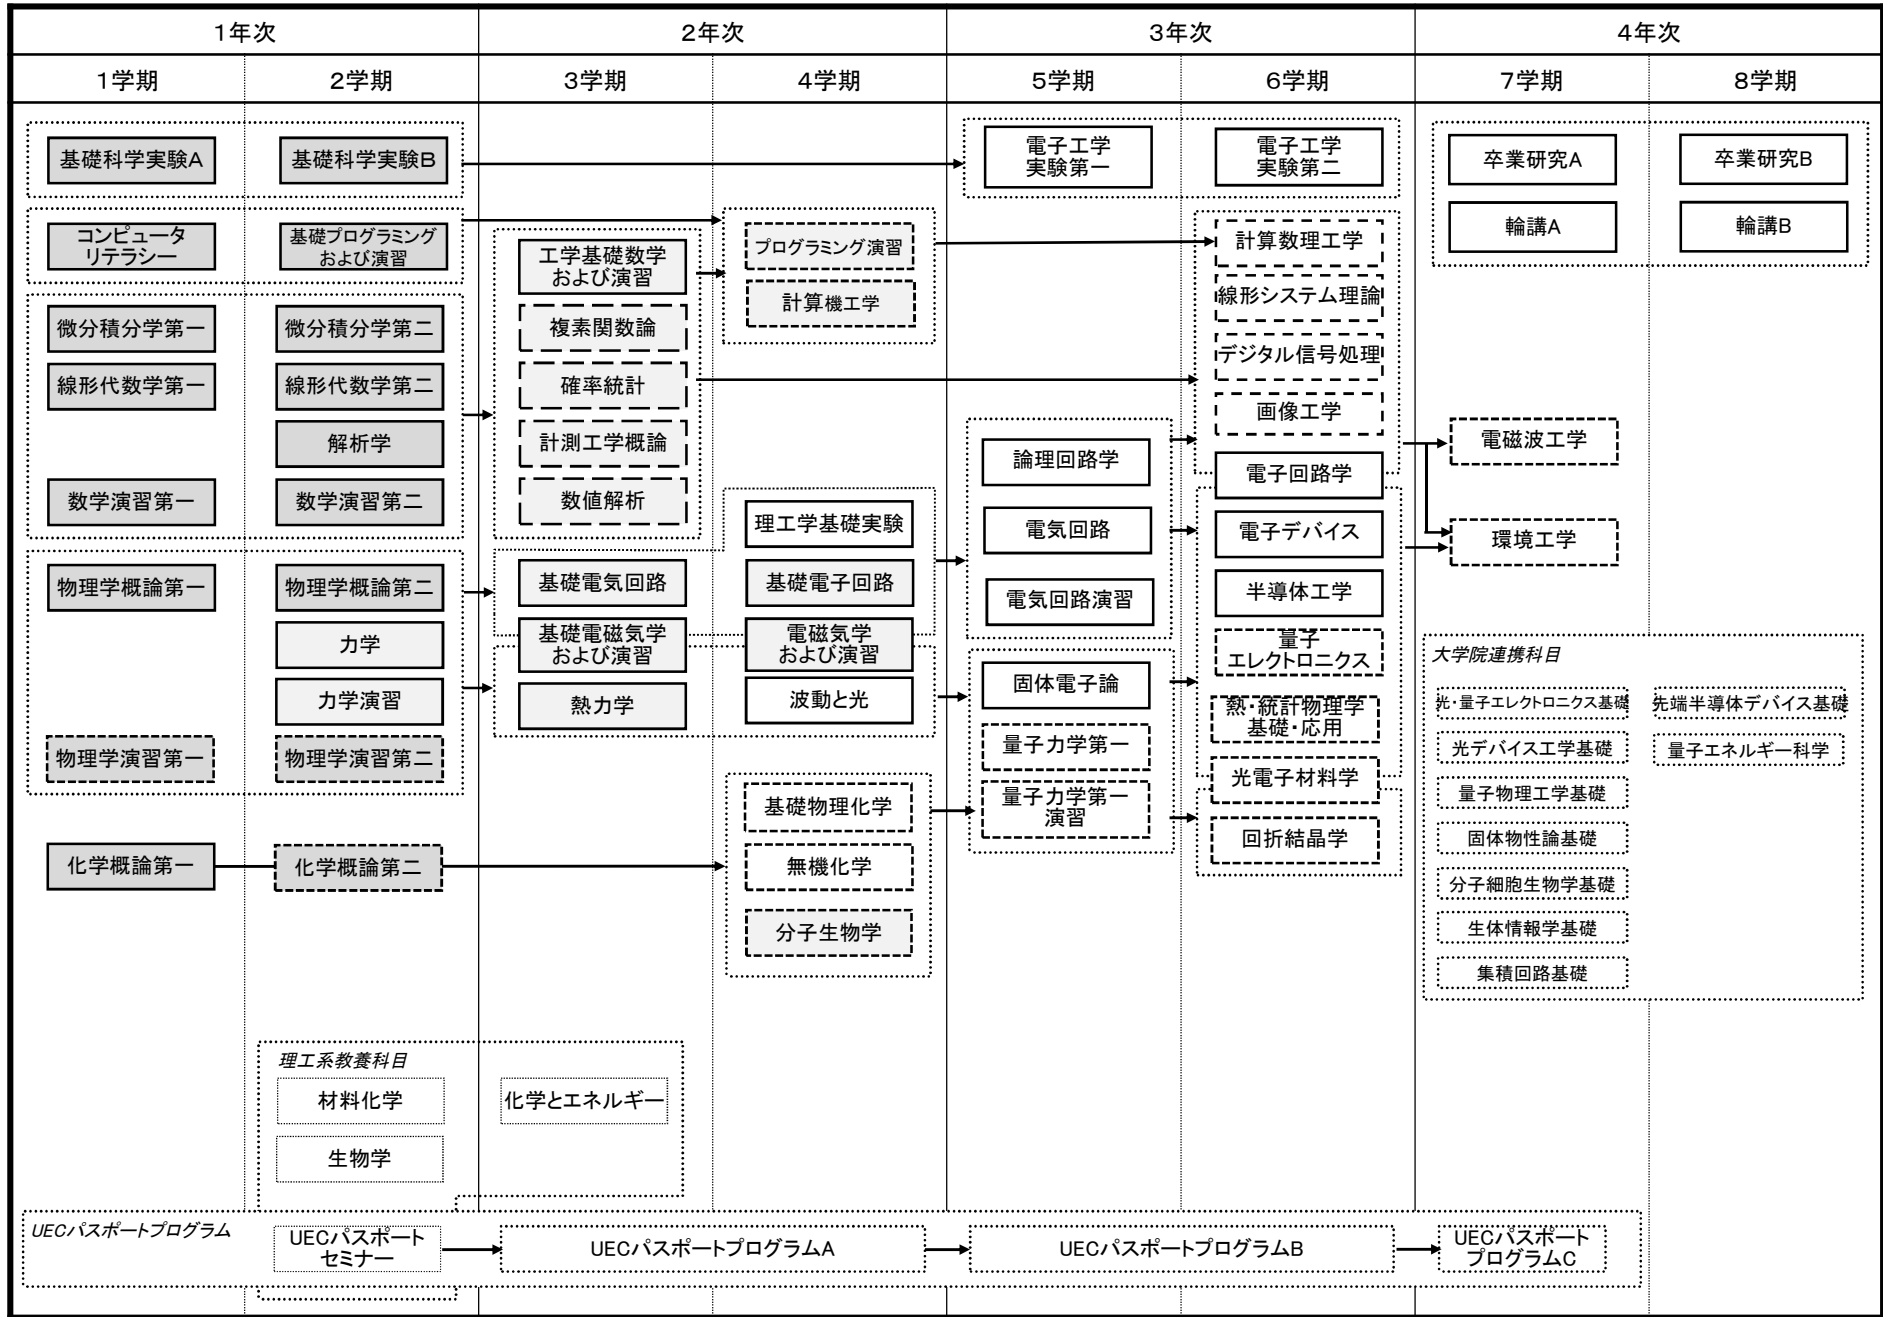 1年次
2年次
3年次
4年次
1学期
2学期
3学期
4学期
5学期
6学期
7学期
8学期
基礎科学実験A
基礎科学実験B
電子工学
実験第一
電子工学
実験第二
卒業研究A
卒業研究B
輪講A
輪講B
コンピュータ
リテラシー
基礎プログラミング
および演習
工学基礎数学
および演習
プログラミング演習
計算機工学
計算数理工学
線形システム理論
デジタル信号処理
画像工学
微分積分学第一
微分積分学第二
複素関数論
線形代数学第一
線形代数学第二
確率統計
解析学
計測工学概論
数学演習第一
数学演習第二
数値解析
理工学基礎実験
論理回路学
電気回路
電気回路演習
電子回路学
電子デバイス
半導体工学
量子
エレクトロニクス
熱・統計物理学
基礎・応用
光電子材料学
回折結晶学
電磁波工学
環境工学
物理学概論第一
物理学概論第二
基礎電気回路
基礎電子回路
力学
基礎電磁気学
および演習
電磁気学
および演習
力学演習
熱力学
波動と光
固体電子論
量子力学第一
量子力学第一
演習
物理学演習第一
物理学演習第二
基礎物理化学
無機化学
分子生物学
化学概論第一
化学概論第二
大学院連携科目
光・量子エレクトロニクス基礎
先端半導体デバイス基礎
光デバイス工学基礎
量子エネルギー科学
量子物理工学基礎
固体物性論基礎
分子細胞生物学基礎
生体情報学基礎
集積回路基礎
理工系教養科目
材料化学
化学とエネルギー
生物学
UECパスポートプログラム
UECパスポート
セミナー
UECパスポートプログラムA
UECパスポートプログラムB
UECパスポート
プログラムC